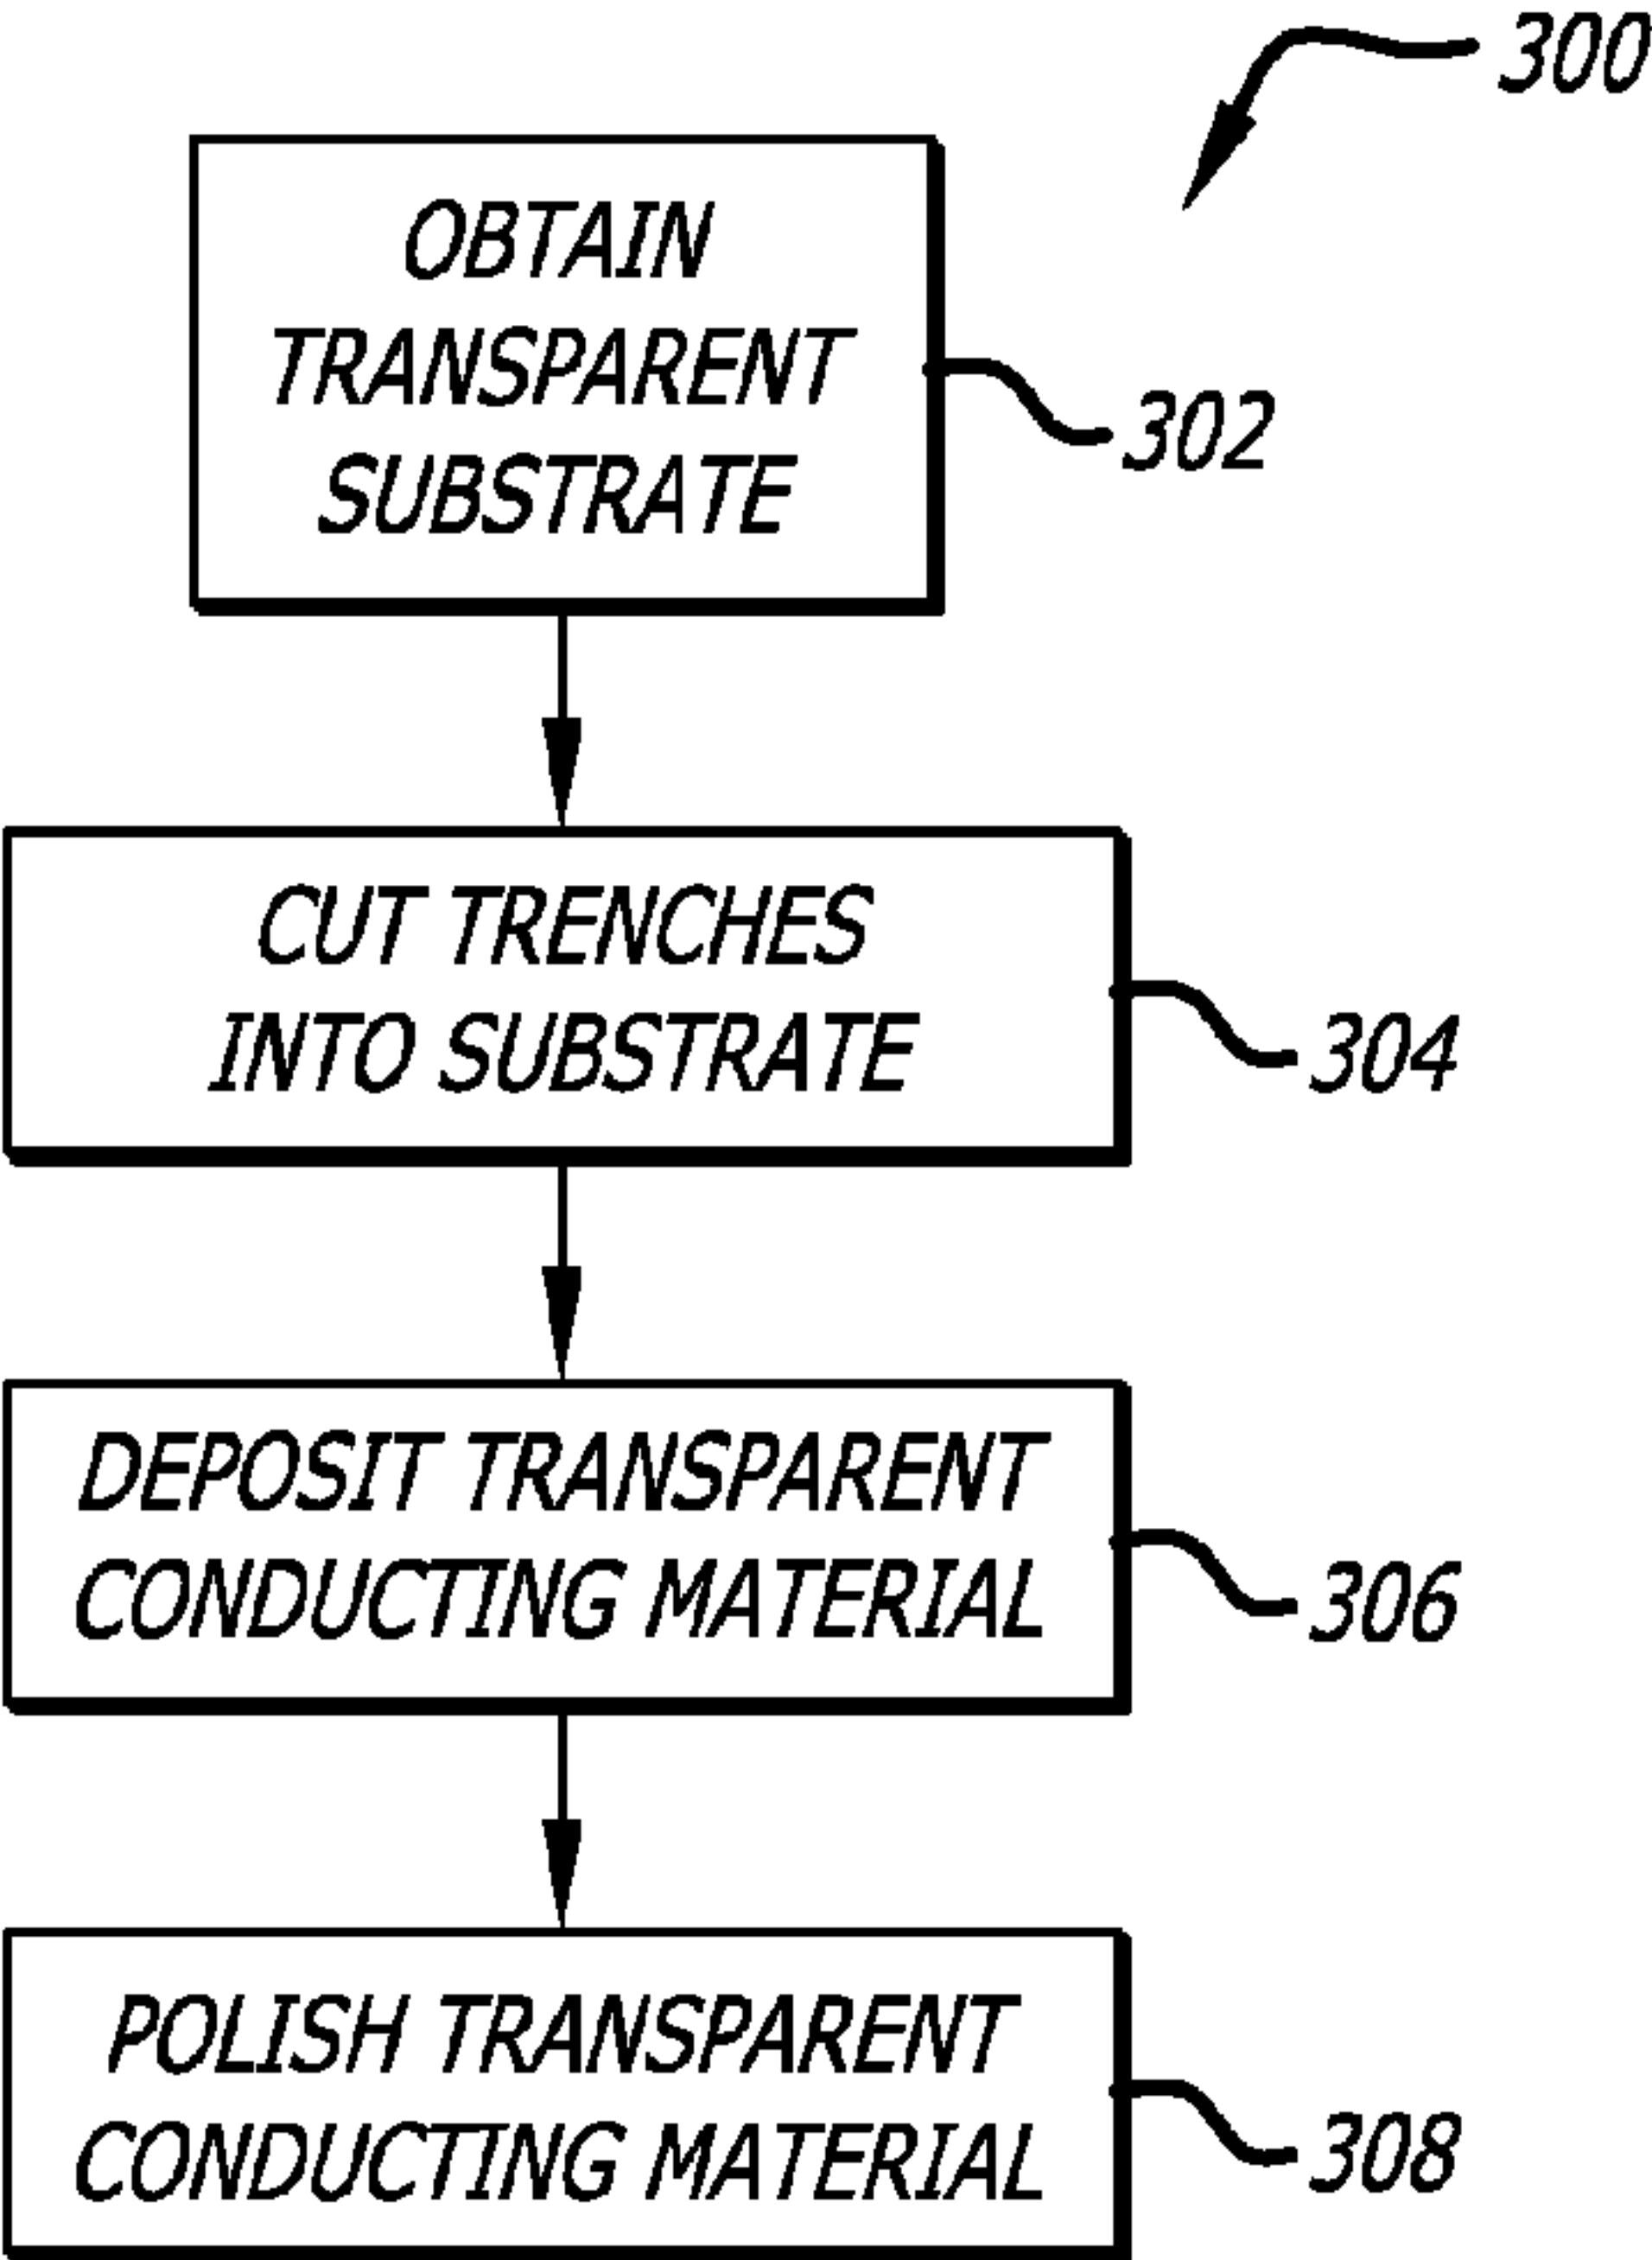 300
OBTAIN
TRANSPARENT
SUBSTRATE
302
CUT TRENCHES
INTO SUBSTRATE
304
DEPOSIT TRANSPARENT
CONDUCTING MATERIAL
306
POLISH TRANSPARENT
CONDUCTING MATERIAL
308